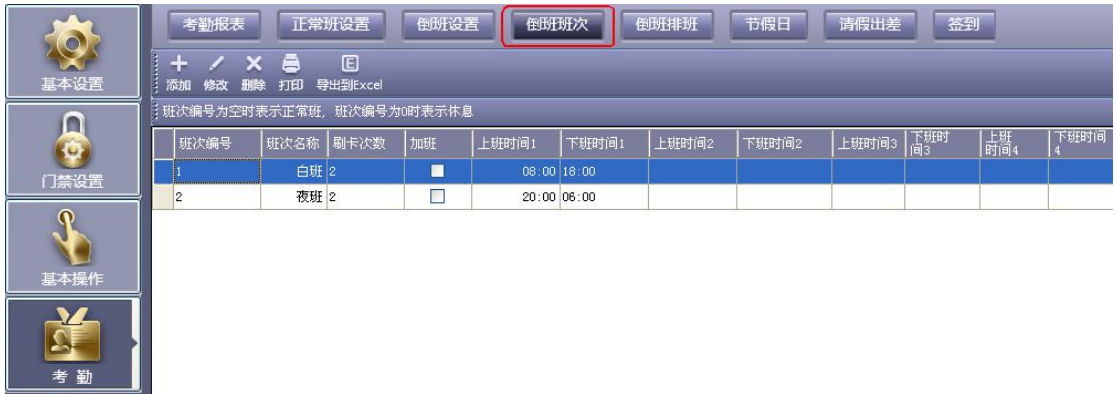 考勤报表 正常班设置 倒班设置 倒班班次 倒班排班 节假日 请假出差 签到
基本设置
门禁设置
基本操作
考 勤
添加 修改 删除 打印 导出到Excel
班次编号为空时表示正常班，班次编号为0时表示休息
班次编号 班次名称 刷卡次数 加班 上班时间1 下班时间1 上班时间2 下班时间2 上班时间3 下班时间3 上班时间4 下班时间4
1 白班 2 08:00 18:00
2 夜班 2 20:00 06:00